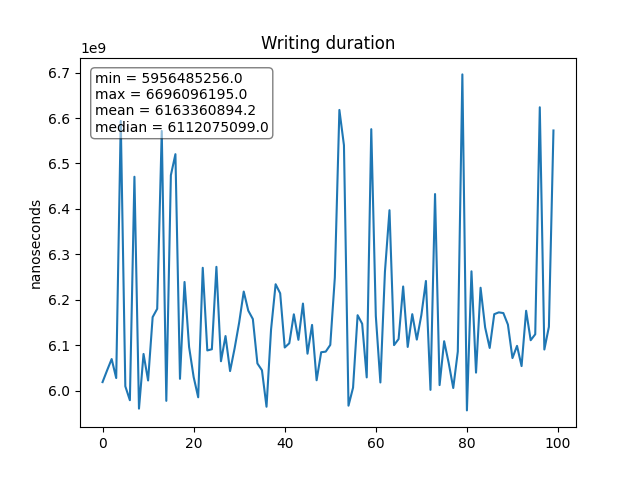 Writing duration
1e9
min = 5956485256.0
max = 6696096195.0
mean = 6163360894.2
median = 6112075099.0
nanoseconds
6.7
6.6
6.5
6.4
6.3
6.2
6.1
6.0
0 20 40 60 80 100